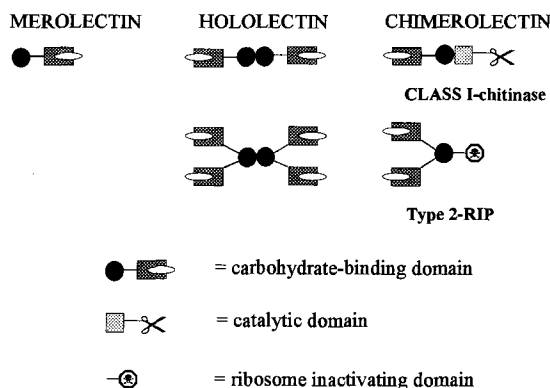 MEROLECTIN HOLOLECTIN CHIMEROLECTIN
CLASS I-chitinase
Type 2-RIP
= carbohydrate-binding domain
= catalytic domain
= ribosome inactivating domain